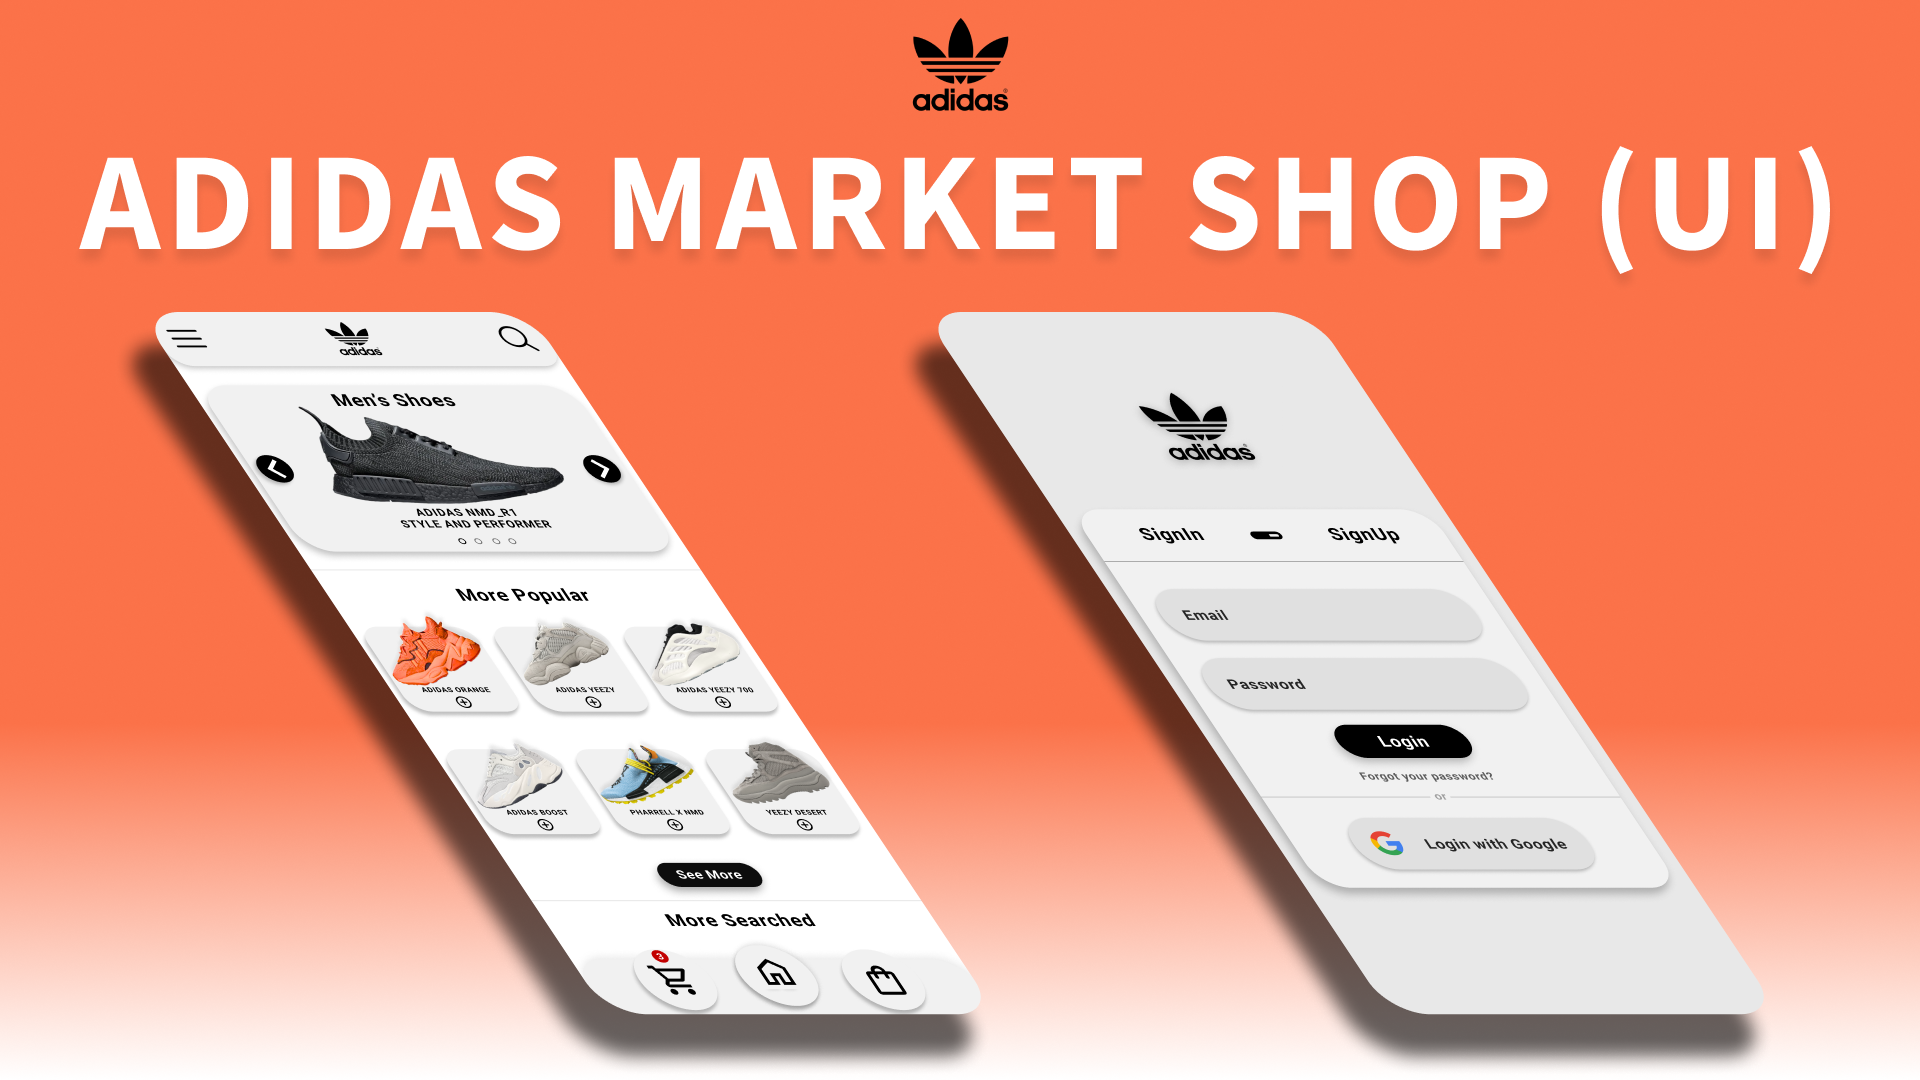 adidas
ADIDAS MARKET SHOP (UI)
adidas
Men's Shoes
ADIDAS NMD_R1
STYLE AND PERFORMER
More Popular
ADIDAS ORANGE
ADIDAS YEEZY
ADIDAS YEEZY 700
ADIDAS BOOST
PHARRELL X NMD
YEEZY DESERT
See More
More Searched
3
adidas
SignIn
SignUp
Email
Password
Login
Forgot your password?
or
Login with Google